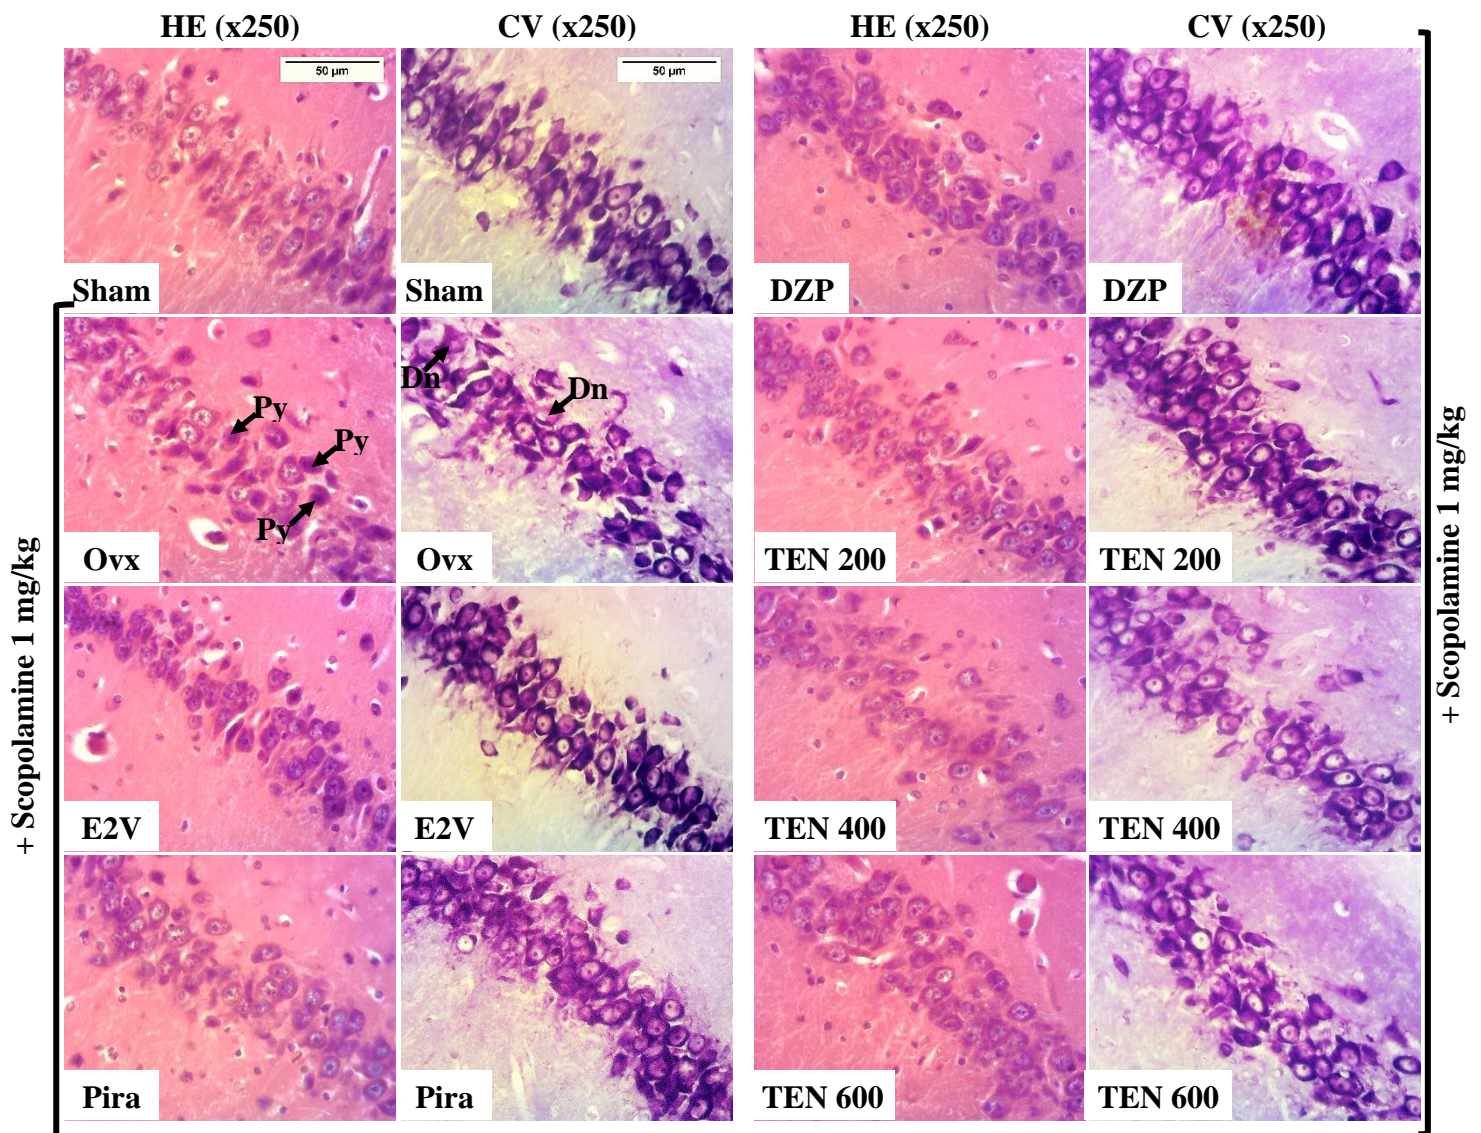 HE (x250)
CV (x250)
HE (x250)
CV (x250)
50 µm
50 µm
Sham
Sham
DZP
DZP
Dn
Dn
Py
Py
Py
Ovx
Ovx
TEN 200
TEN 200
E2V
E2V
TEN 400
TEN 400
Pira
Pira
TEN 600
TEN 600
+ Scopolamine 1 mg/kg
+ Scopolamine 1 mg/kg